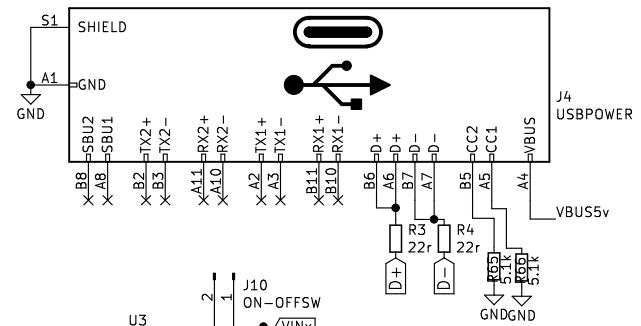 S1
SHIELD
A1
GND
GND
J4
USBPOWER
SBU2
SBU1
TX2+
TX2-
RX2+
RX2-
TX1+
TX1-
RX1+
RX1-
D+
D+
D-
D-
CC2
CC1
VBUS
B8
A8
B2
B3
A11
A10
A2
A3
B11
B10
B6
A6
B7
A7
B5
A5
A4
VBUS5v
R3
22r
R4
22r
D+
D-
R65
5.1k
R66
5.1k
GND
GND
J10
ON-OFFSW
2
1
U3